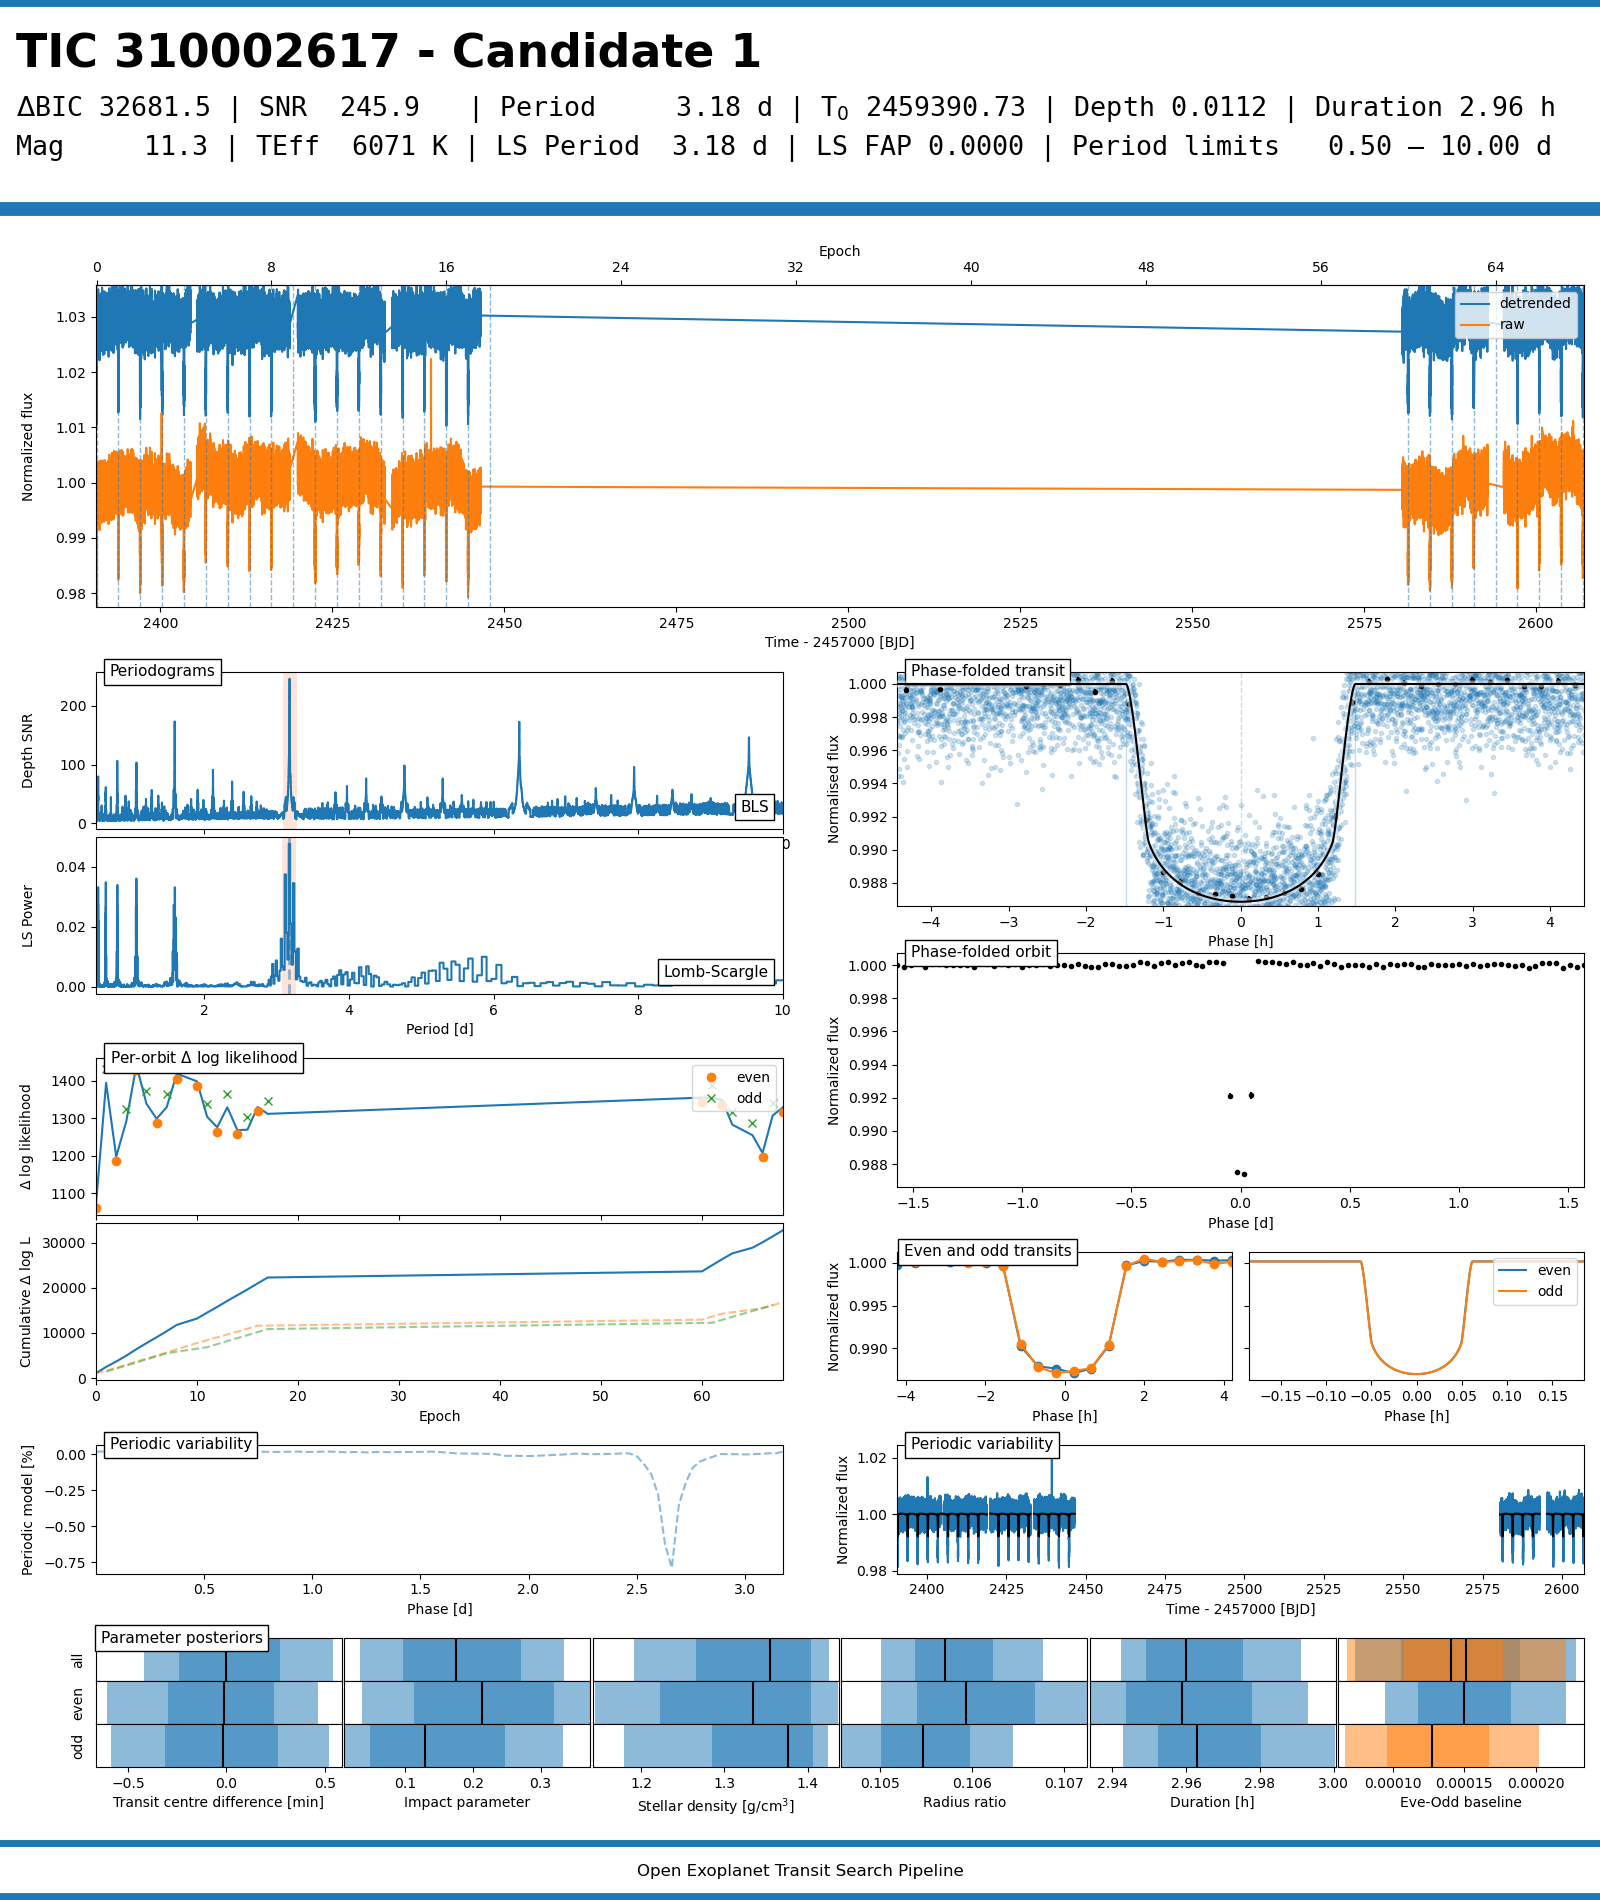 TIC 310002617 - Candidate 1
ΔBIC 32681.5 | SNR 245.9 | Period 3.18 d | T₀ 2459390.73 | Depth 0.0112 | Duration 2.96 h
Mag 11.3 | TEff 6071 K | LS Period 3.18 d | LS FAP 0.0000 | Period limits 0.50 — 10.00 d
Epoch
0 8 16 24 32 40 48 56 64
detrended
raw
Normalized flux
1.03
1.02
1.01
1.00
0.99
0.98
2400 2425 2450 2475 2500 2525 2550 2575 2600
Time - 2457000 [BJD]
Periodograms
Depth SNR
200
100
0
BLS
0
LS Power
0.04
0.02
0.00
Lomb-Scargle
2 4 6 8 10
Period [d]
Phase-folded transit
Normalised flux
1.000
0.998
0.996
0.994
0.992
0.990
0.988
−4 −3 −2 −1 0 1 2 3 4
Phase [h]
Phase-folded orbit
Normalized flux
1.000
0.998
0.996
0.994
0.992
0.990
0.988
−1.5 −1.0 −0.5 0.0 0.5 1.0 1.5
Phase [d]
Per-orbit Δ log likelihood
Δ log likelihood
1400
1300
1200
1100
even
odd
Cumulative Δ log L
30000
20000
10000
0
0 10 20 30 40 50 60
Epoch
Even and odd transits
Normalized flux
1.000
0.995
0.990
−4 −2 0 2 4
Phase [h]
even
odd
−0.15 −0.10 −0.05 0.00 0.05 0.10 0.15
Phase [h]
Periodic variability
Periodic model [%]
0.00
−0.25
−0.50
−0.75
0.5 1.0 1.5 2.0 2.5 3.0
Phase [d]
Periodic variability
Normalized flux
1.02
1.00
0.98
2400 2425 2450 2475 2500 2525 2550 2575 2600
Time - 2457000 [BJD]
Parameter posteriors
all
even
odd
−0.5 0.0 0.5
Transit centre difference [min]
0.1 0.2 0.3
Impact parameter
1.2 1.3 1.4
Stellar density [g/cm³]
0.105 0.106 0.107
Radius ratio
2.94 2.96 2.98 3.00
Duration [h]
0.00010 0.00015 0.00020
Eve-Odd baseline
Open Exoplanet Transit Search Pipeline